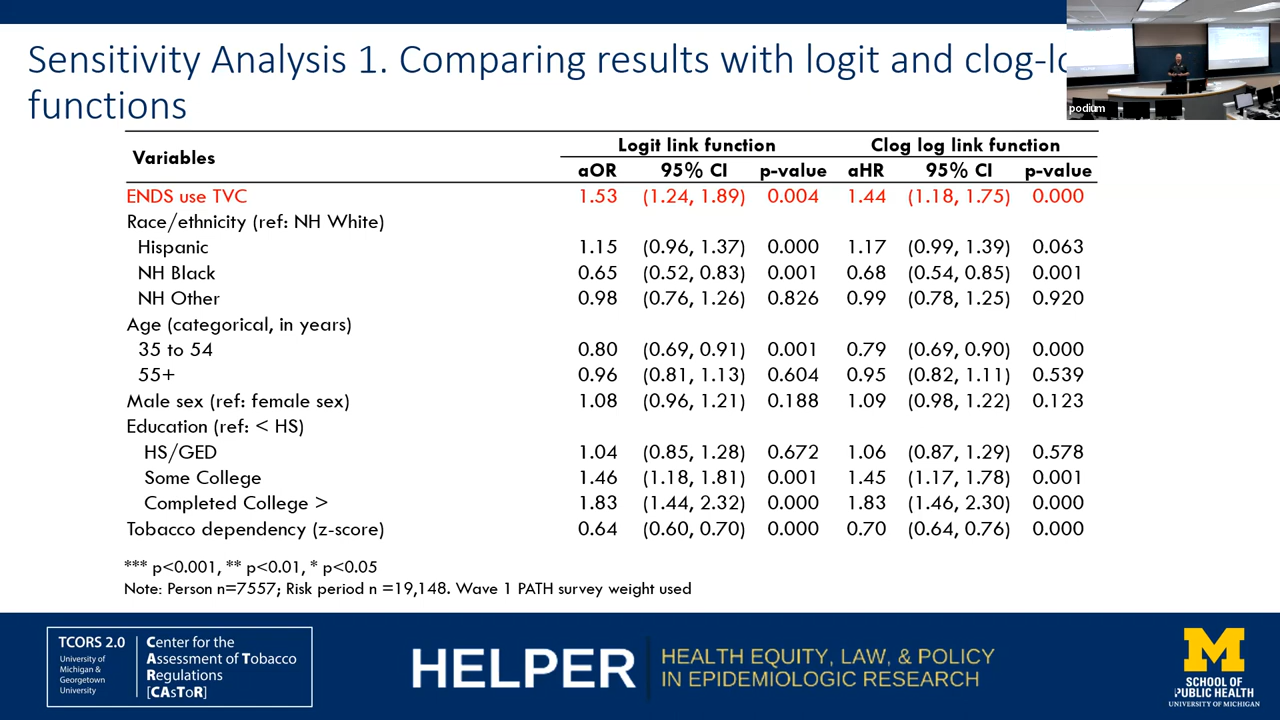 Sensitivity Analysis 1. Comparing results with logit and clog-lo
functions
podium
Variables Logit link function Clog log link function
aOR 95% CI p-value aHR 95% CI p-value
ENDS use TVC 1.53 (1.24, 1.89) 0.004 1.44 (1.18, 1.75) 0.000
Race/ethnicity (ref: NH White)
Hispanic 1.15 (0.96, 1.37) 0.000 1.17 (0.99, 1.39) 0.063
NH Black 0.65 (0.52, 0.83) 0.001 0.68 (0.54, 0.85) 0.001
NH Other 0.98 (0.76, 1.26) 0.826 0.99 (0.78, 1.25) 0.920
Age (categorical, in years)
35 to 54 0.80 (0.69, 0.91) 0.001 0.79 (0.69, 0.90) 0.000
55+ 0.96 (0.81, 1.13) 0.604 0.95 (0.82, 1.11) 0.539
Male sex (ref: female sex) 1.08 (0.96, 1.21) 0.188 1.09 (0.98, 1.22) 0.123
Education (ref: < HS)
HS/GED 1.04 (0.85, 1.28) 0.672 1.06 (0.87, 1.29) 0.578
Some College 1.46 (1.18, 1.81) 0.001 1.45 (1.17, 1.78) 0.001
Completed College > 1.83 (1.44, 2.32) 0.000 1.83 (1.46, 2.30) 0.000
Tobacco dependency (z-score) 0.64 (0.60, 0.70) 0.000 0.70 (0.64, 0.76) 0.000
*** p<0.001, ** p<0.01, * p<0.05
Note: Person n=7557; Risk period n =19,148. Wave 1 PATH survey weight used
TCORS 2.0
University of
Michigan &
Georgetown
University
Center for the
Assessment of Tobacco
Regulations
[CAsToR]
HELPER
HEALTH EQUITY, LAW, & POLICY
IN EPIDEMIOLOGIC RESEARCH
M
SCHOOL OF
PUBLIC HEALTH
UNIVERSITY OF MICHIGAN